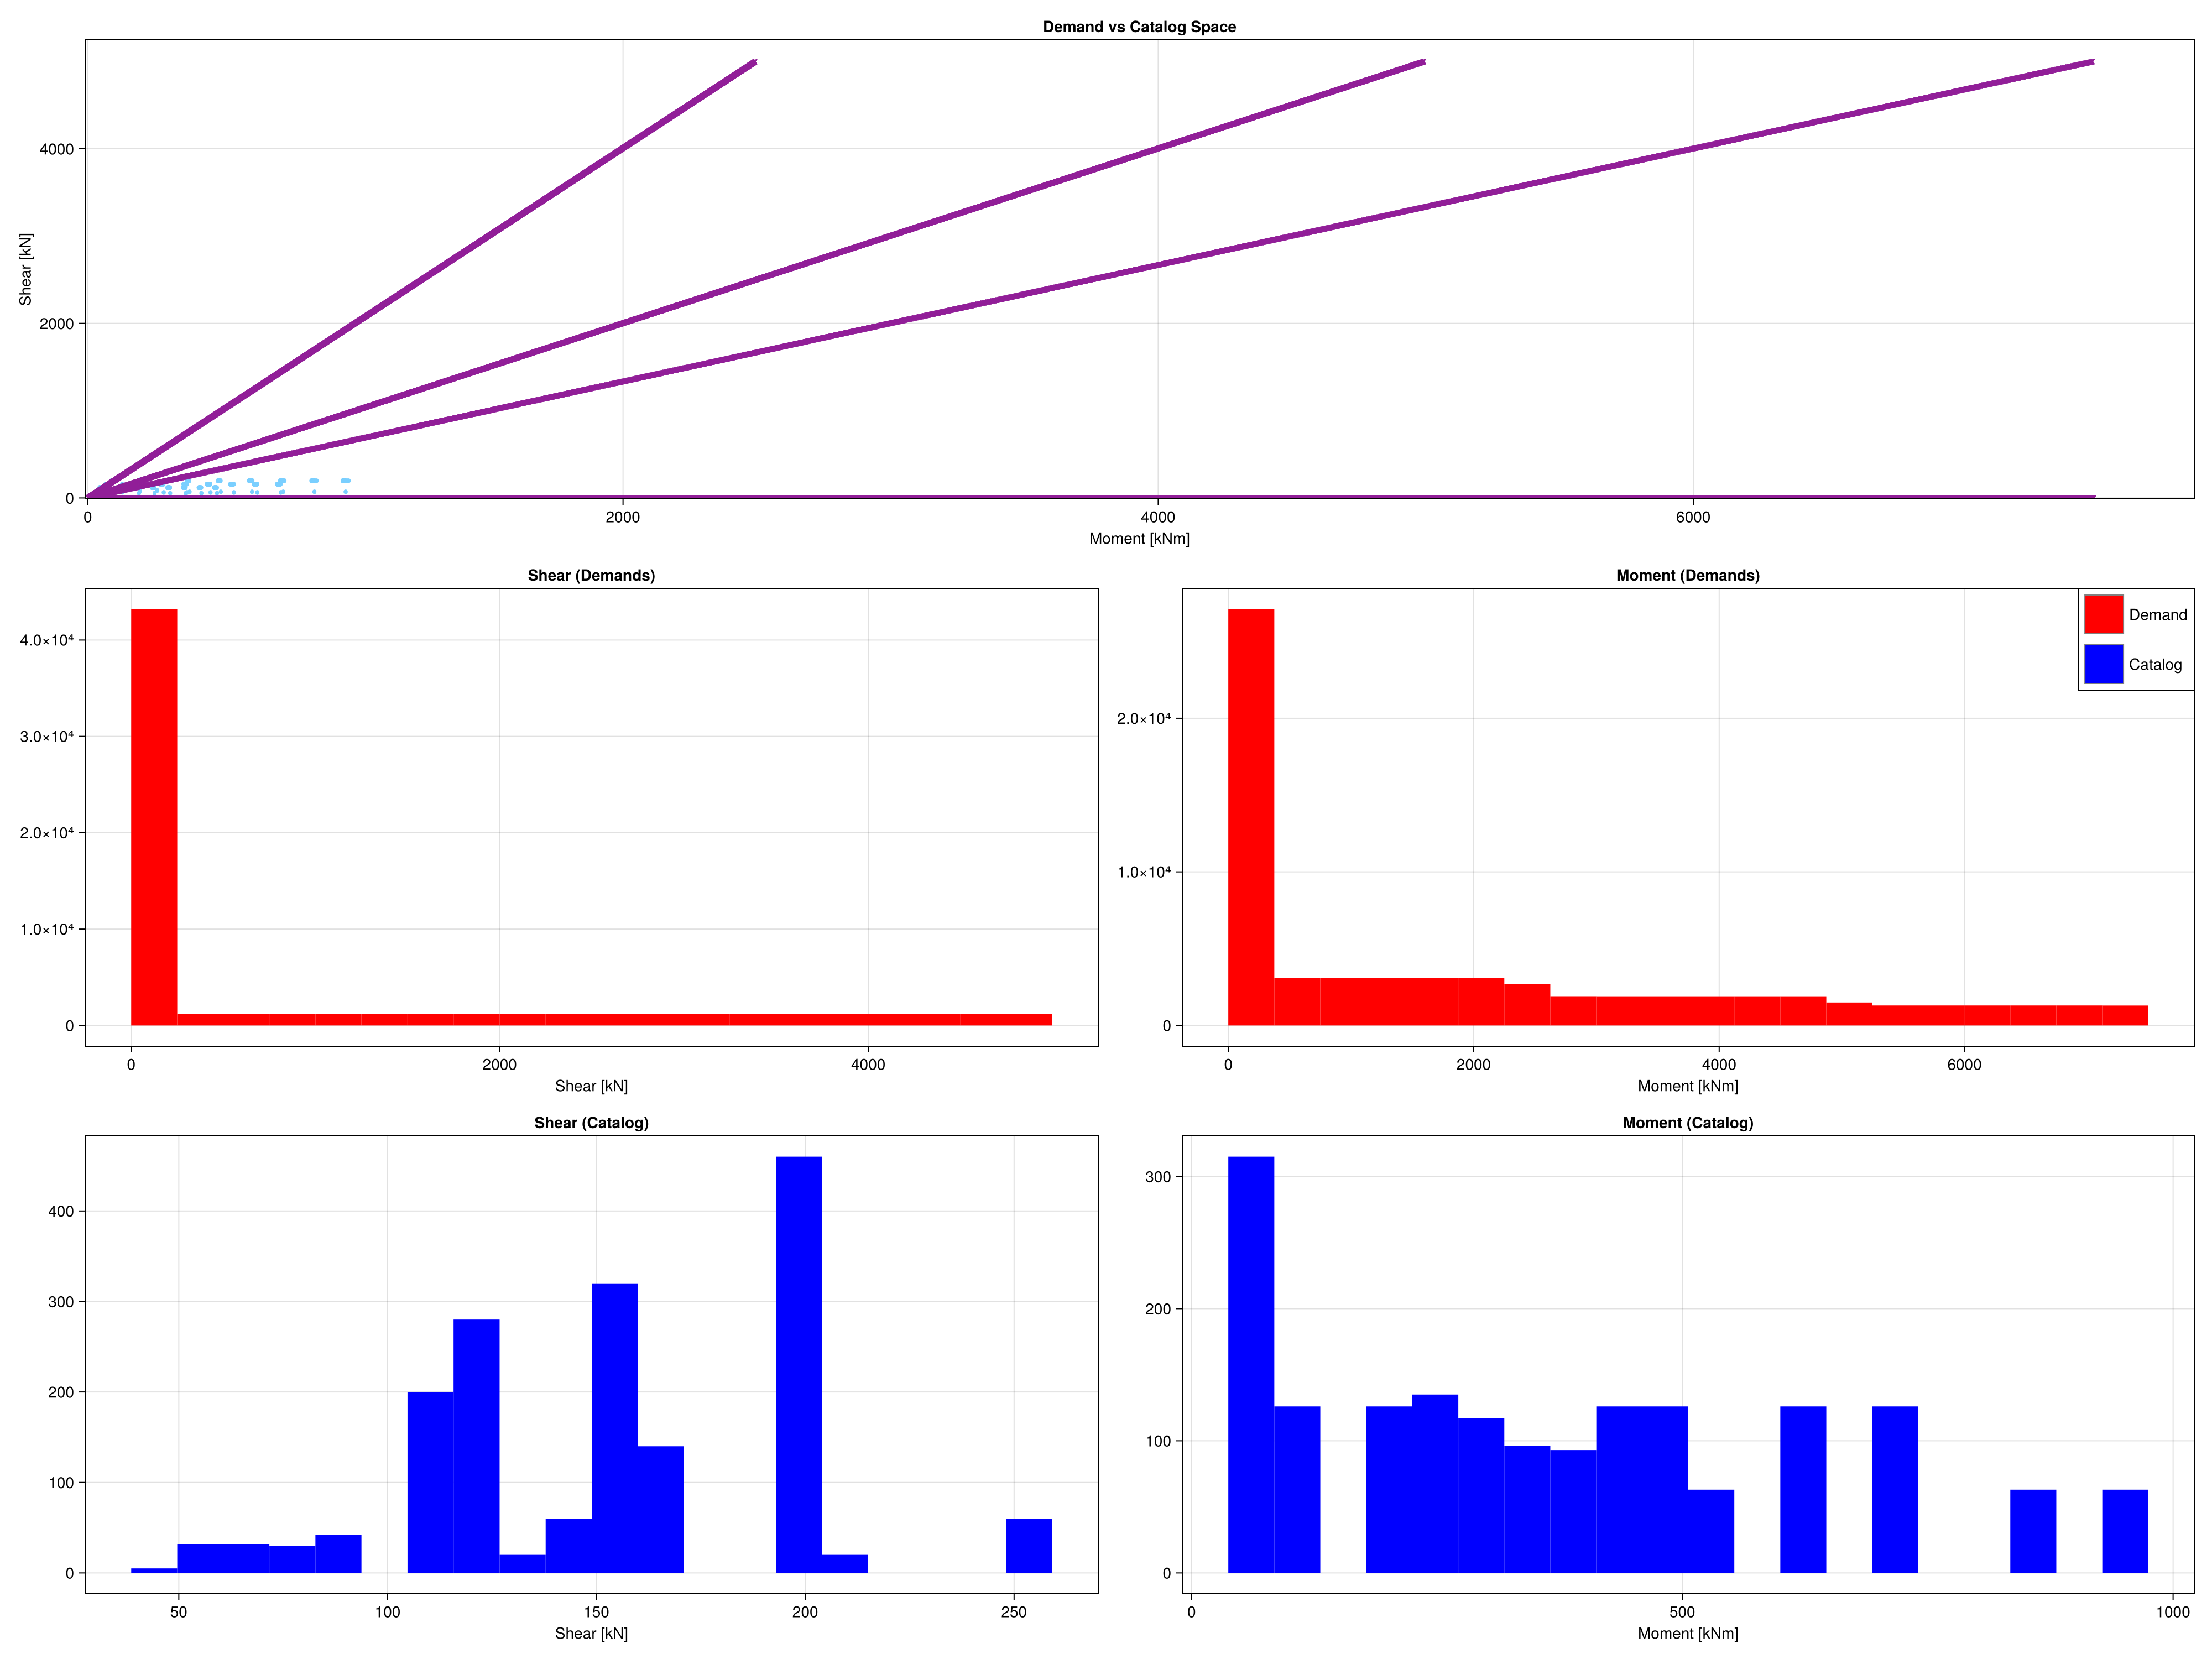 Demand vs Catalog Space
4000
2000
0
Shear [kN]
0 2000 4000 6000
Moment [kNm]
Shear (Demands)
4.0×10⁴
3.0×10⁴
2.0×10⁴
1.0×10⁴
0
0 2000 4000
Shear [kN]
Moment (Demands)
Demand
Catalog
2.0×10⁴
1.0×10⁴
0
0 2000 4000 6000
Moment [kNm]
Shear (Catalog)
400
300
200
100
0
50 100 150 200 250
Shear [kN]
Moment (Catalog)
300
200
100
0
0 500 1000
Moment [kNm]